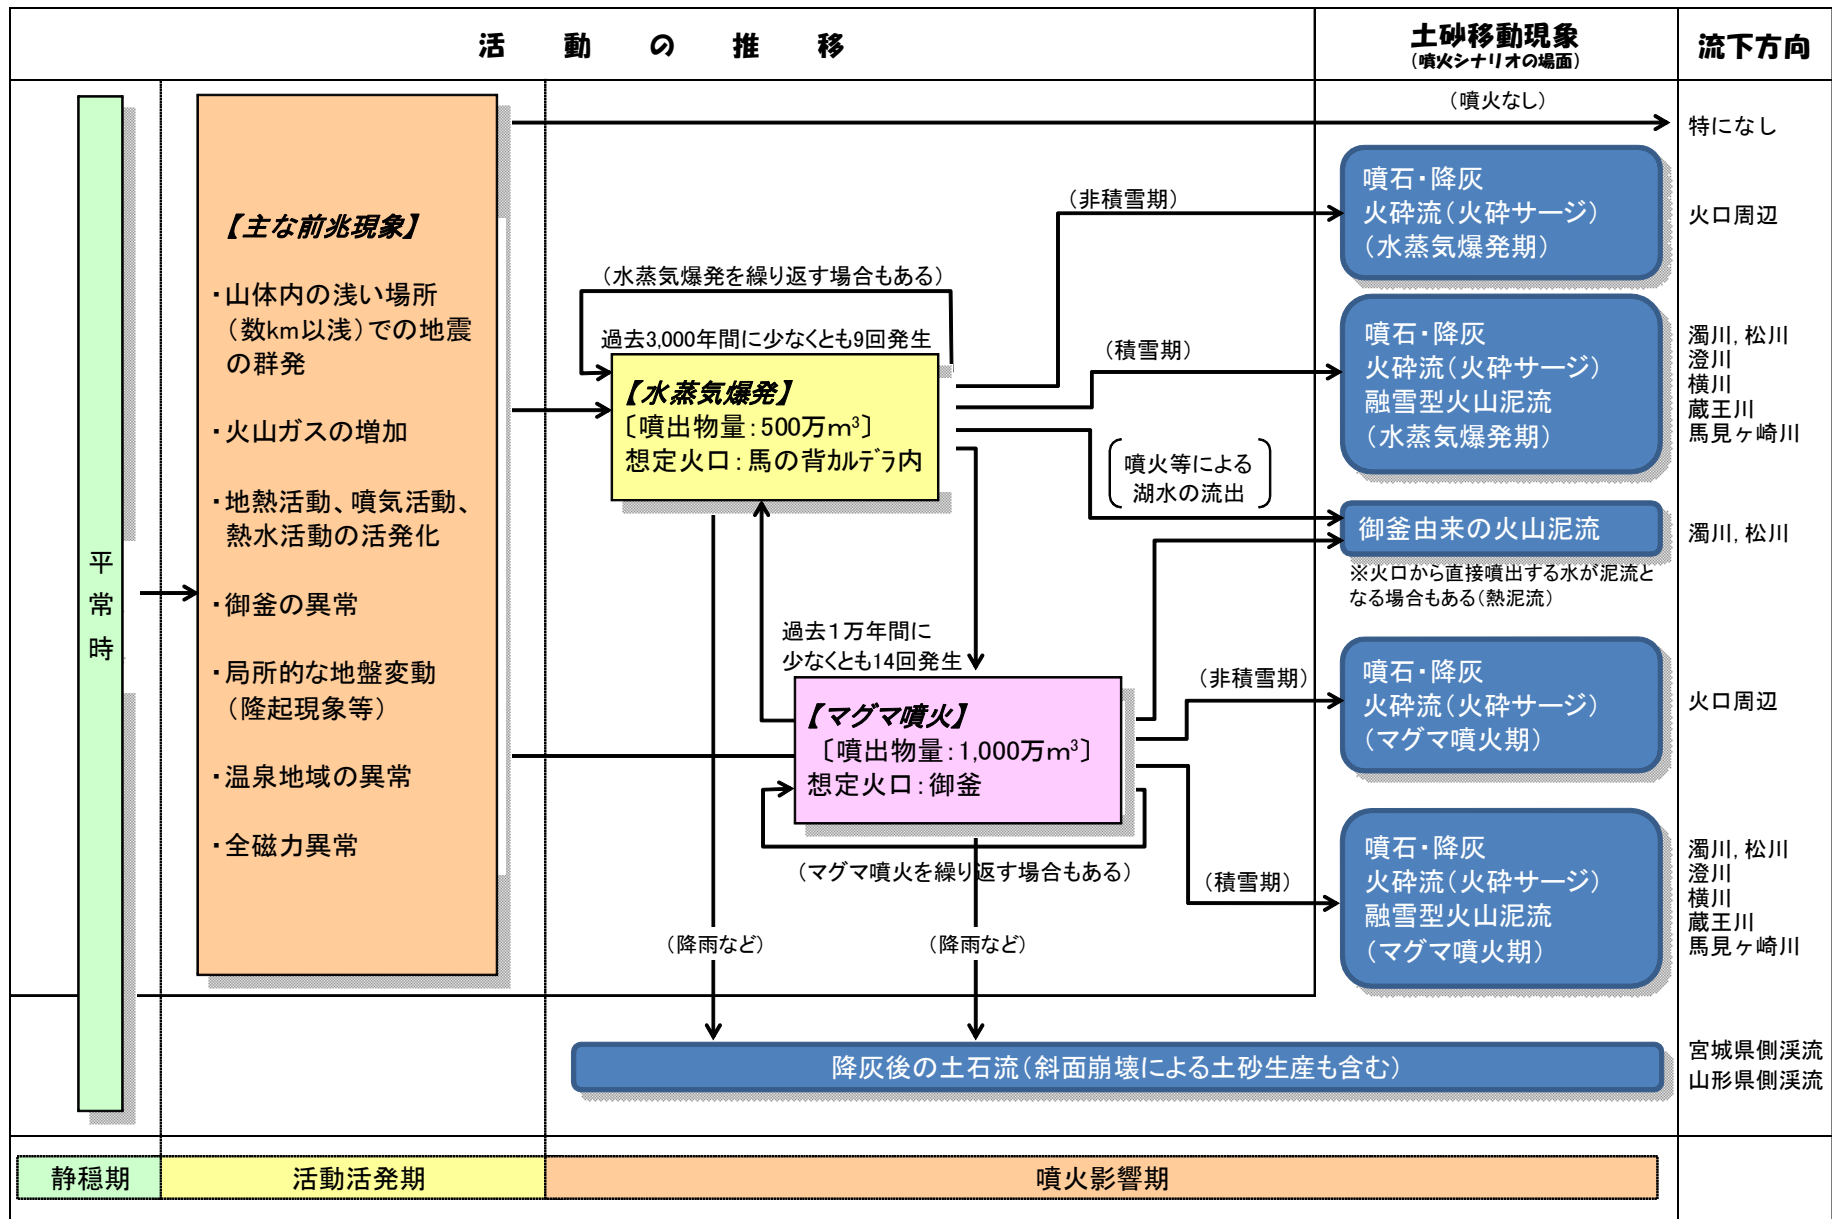 活動の推移
土砂移動現象
(噴火シナリオの場面)
流下方向
平常時
【主な前兆現象】
・山体内の浅い場所
(数km以浅)での地震
の群発
・火山ガスの増加
・地熱活動、噴気活動、
熱水活動の活発化
・御釜の異常
・局所的な地盤変動
(隆起現象等)
・温泉地域の異常
・全磁力異常
(噴火なし)
特になし
(水蒸気爆発を繰り返す場合もある)
過去3,000年間に少なくとも9回発生
【水蒸気爆発】
〔噴出物量:500万m³〕
想定火口:馬の背カルデラ内
(非積雪期)
噴石・降灰
火砕流(火砕サージ)
(水蒸気爆発期)
火口周辺
(積雪期)
噴石・降灰
火砕流(火砕サージ)
融雪型火山泥流
(水蒸気爆発期)
濁川, 松川
澄川
横川
蔵王川
馬見ヶ崎川
噴火等による
湖水の流出
御釜由来の火山泥流
濁川, 松川
※火口から直接噴出する水が泥流と
なる場合もある(熱泥流)
過去1万年間に
少なくとも14回発生
【マグマ噴火】
〔噴出物量:1,000万m³〕
想定火口:御釜
(マグマ噴火を繰り返す場合もある)
(非積雪期)
噴石・降灰
火砕流(火砕サージ)
(マグマ噴火期)
火口周辺
(積雪期)
噴石・降灰
火砕流(火砕サージ)
融雪型火山泥流
(マグマ噴火期)
濁川, 松川
澄川
横川
蔵王川
馬見ヶ崎川
(降雨など)
(降雨など)
降灰後の土石流(斜面崩壊による土砂生産も含む)
宮城県側渓流
山形県側渓流
静穏期
活動活発期
噴火影響期